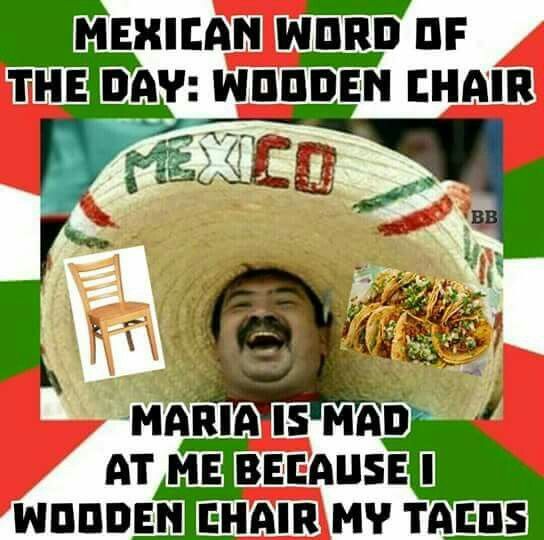 MEXICAN WORD OF
THE DAY: WOODEN CHAIR
MEXICO
BB
MARIA IS MAD
AT ME BECAUSE I
WOODEN CHAIR MY TACOS